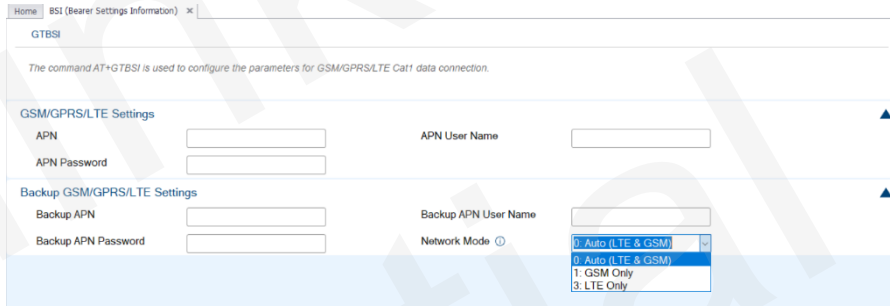 Home BSI (Bearer Settings Information) ×
GTBSI
The command AT+GTBSI is used to configure the parameters for GSM/GPRS/LTE Cat1 data connection.
GSM/GPRS/LTE Settings
APN APN User Name
APN Password
Backup GSM/GPRS/LTE Settings
Backup APN Backup APN User Name
Backup APN Password Network Mode 0: Auto (LTE & GSM)
0: Auto (LTE & GSM)
1: GSM Only
3: LTE Only